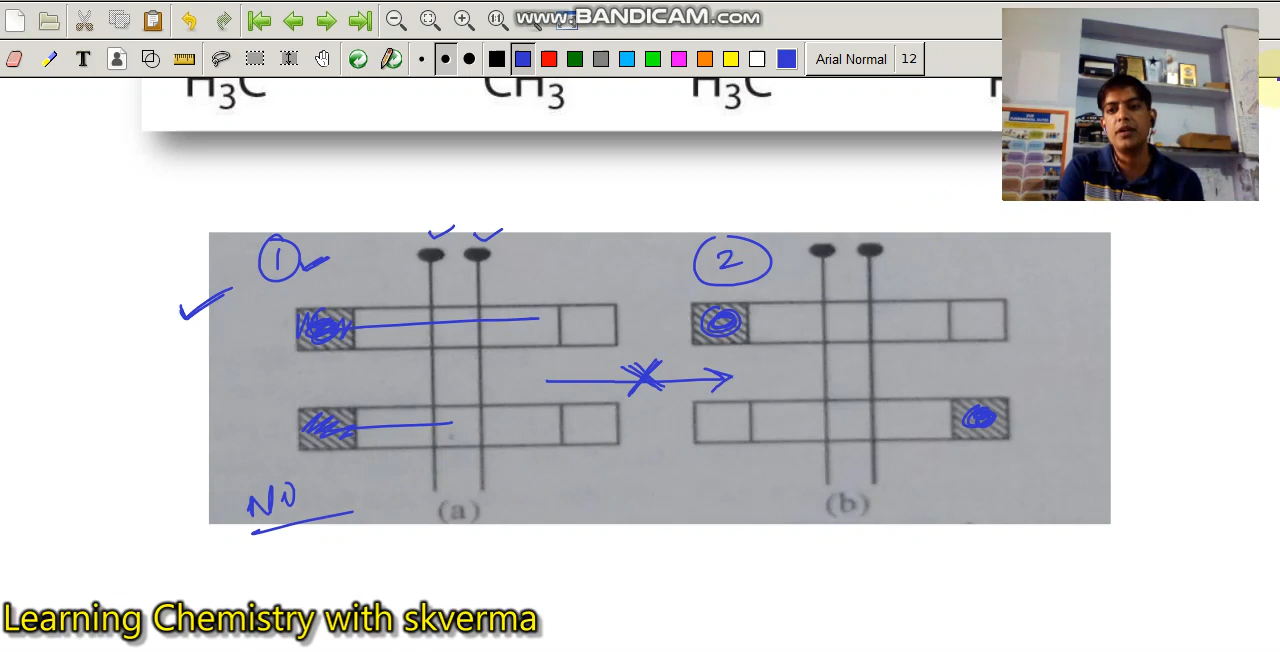 www.BANDICAM.com
T
Arial Normal 12
H3C CH3 H3C
1 2
NO
(a) (b)
Learning Chemistry with skverma